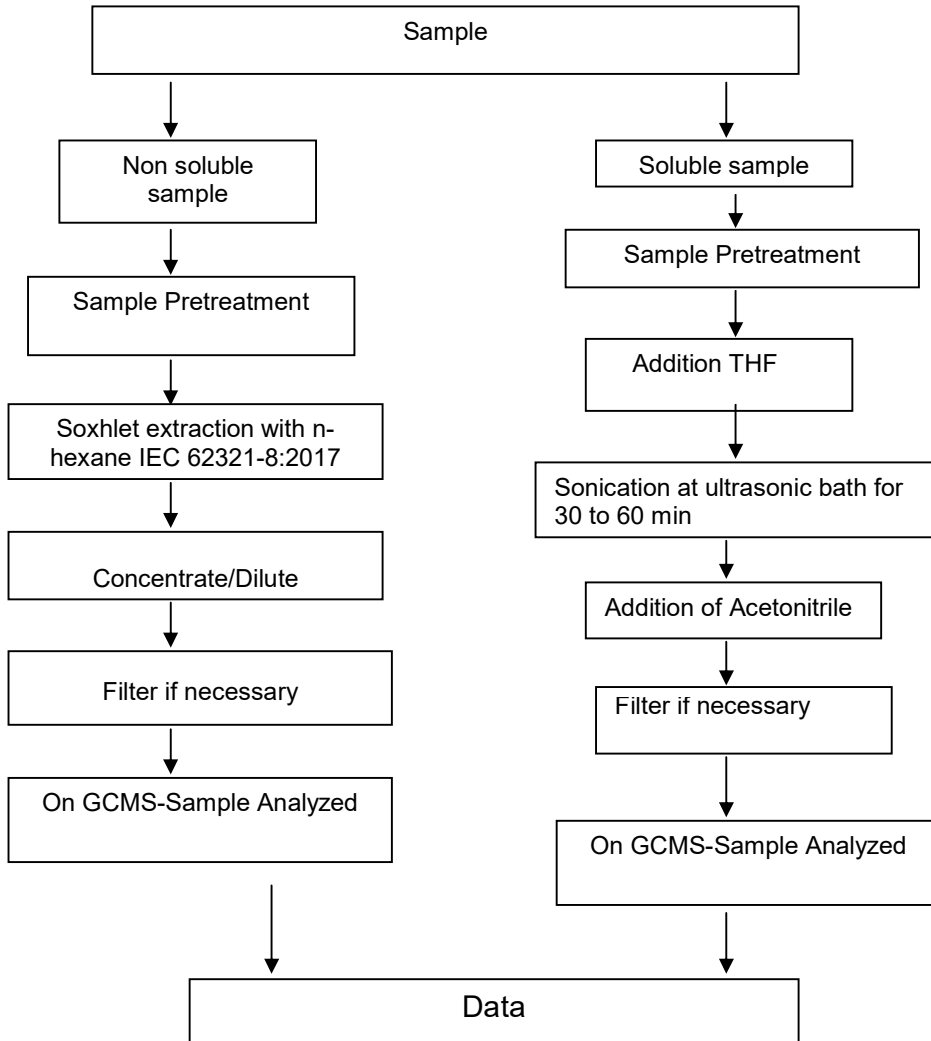 Sample
Non soluble
sample
Sample Pretreatment
Soxhlet extraction with n-
hexane IEC 62321-8:2017
Concentrate/Dilute
Filter if necessary
On GCMS-Sample Analyzed
Soluble sample
Sample Pretreatment
Addition THF
Sonication at ultrasonic bath for
30 to 60 min
Addition of Acetonitrile
Filter if necessary
On GCMS-Sample Analyzed
Data